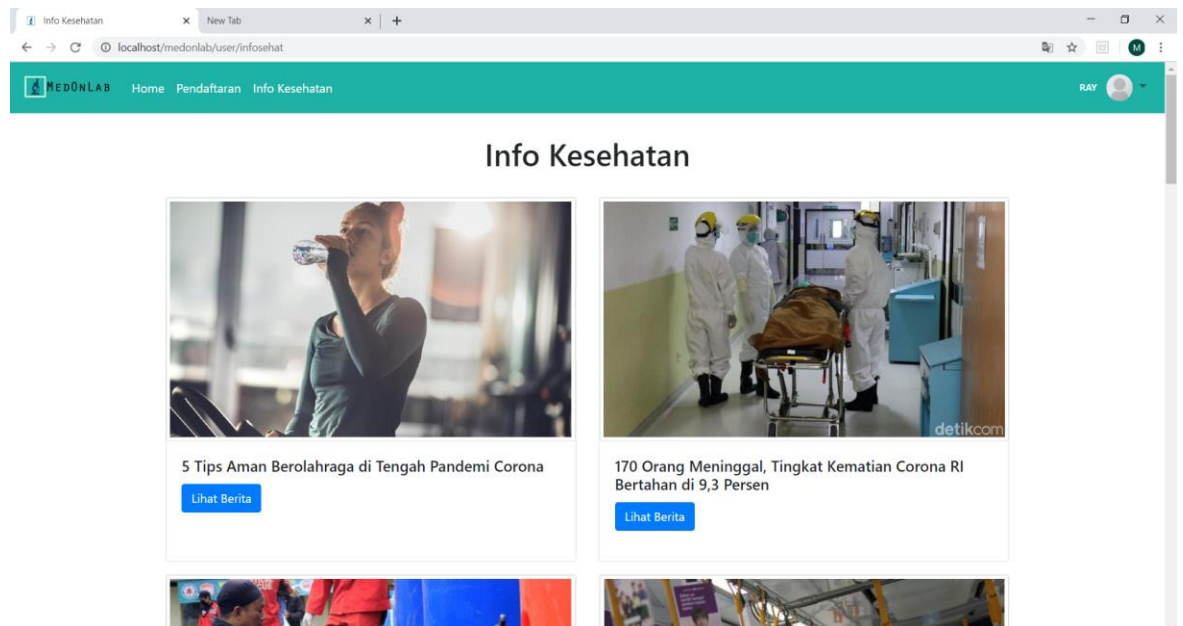 Info Kesehatan
New Tab
localhost/medonlab/user/infosehat
M
MEDONLAB
Home Pendaftaran Info Kesehatan
RAY
Info Kesehatan
detikcom
5 Tips Aman Berolahraga di Tengah Pandemi Corona
Lihat Berita
170 Orang Meninggal, Tingkat Kematian Corona RI
Bertahan di 9,3 Persen
Lihat Berita